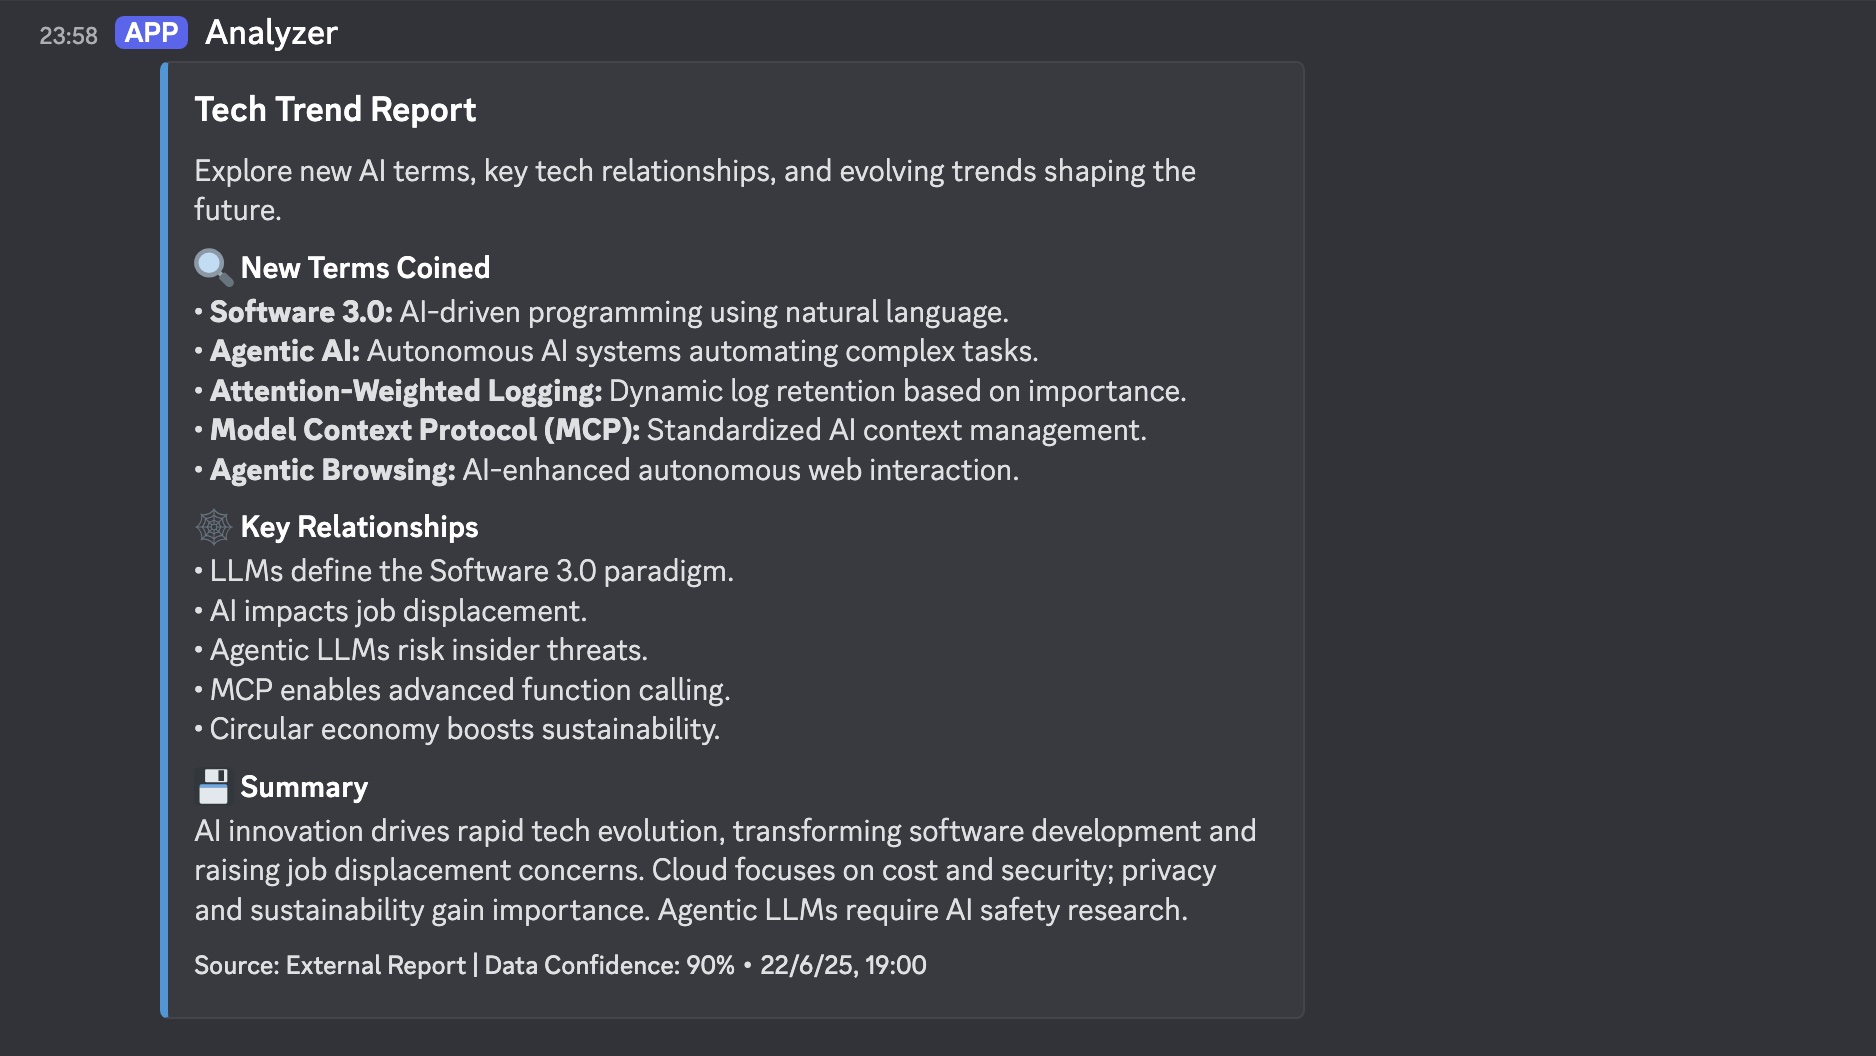 23:58 APP Analyzer
Tech Trend Report
Explore new AI terms, key tech relationships, and evolving trends shaping the
future.
🔍 New Terms Coined
• Software 3.0: AI-driven programming using natural language.
• Agentic AI: Autonomous AI systems automating complex tasks.
• Attention-Weighted Logging: Dynamic log retention based on importance.
• Model Context Protocol (MCP): Standardized AI context management.
• Agentic Browsing: AI-enhanced autonomous web interaction.
🕸️ Key Relationships
• LLMs define the Software 3.0 paradigm.
• AI impacts job displacement.
• Agentic LLMs risk insider threats.
• MCP enables advanced function calling.
• Circular economy boosts sustainability.
💾 Summary
AI innovation drives rapid tech evolution, transforming software development and
raising job displacement concerns. Cloud focuses on cost and security; privacy
and sustainability gain importance. Agentic LLMs require AI safety research.
Source: External Report | Data Confidence: 90% • 22/6/25, 19:00